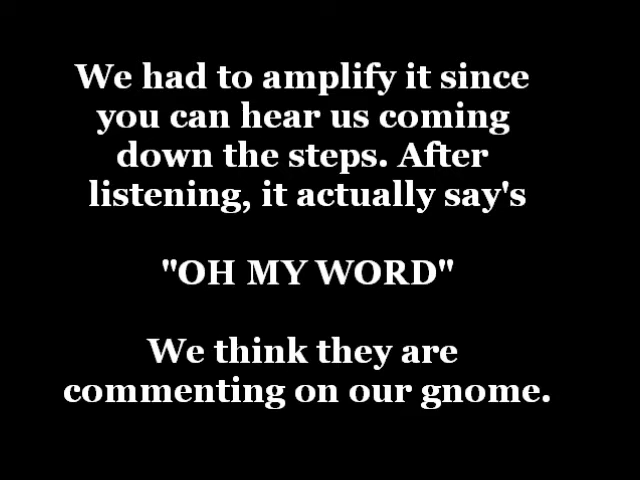 We had to amplify it since
you can hear us coming
down the steps. After
listening, it actually say's
"OH MY WORD"
We think they are
commenting on our gnome.